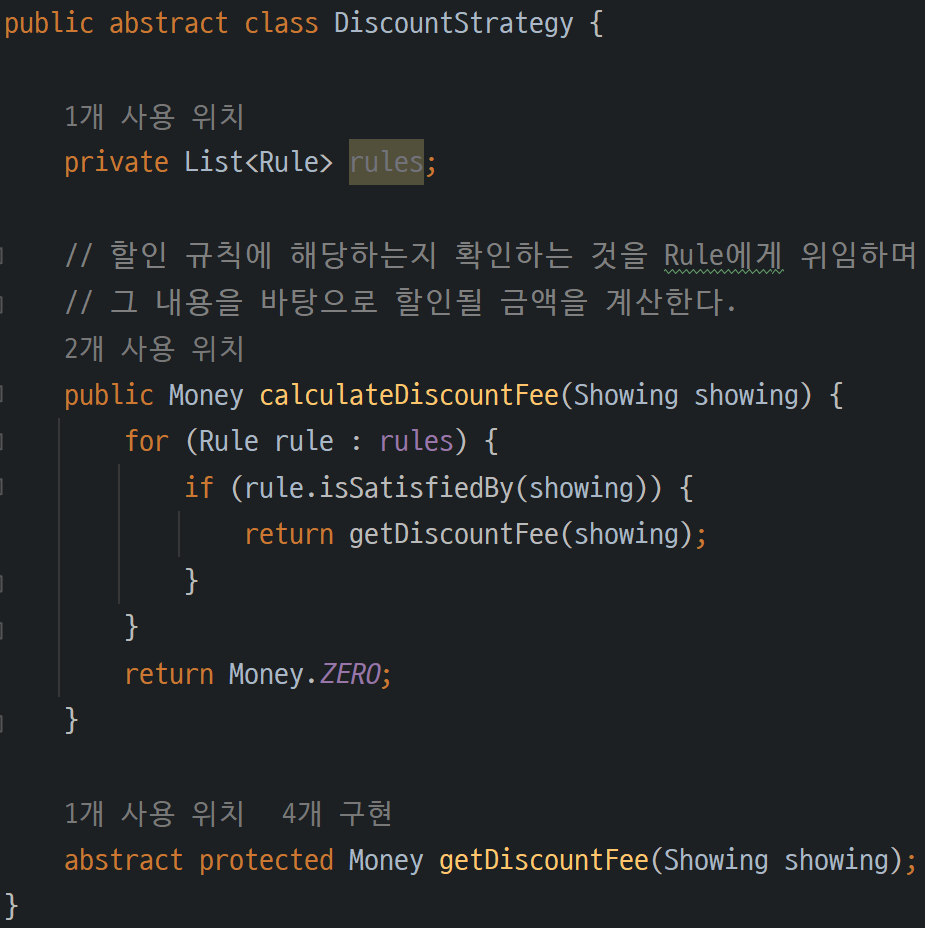 public abstract class DiscountStrategy {
1개 사용 위치
private List<Rule> rules;
// 할인 규칙에 해당하는지 확인하는 것을 Rule에게 위임하며
// 그 내용을 바탕으로 할인될 금액을 계산한다.
2개 사용 위치
public Money calculateDiscountFee(Showing showing) {
for (Rule rule : rules) {
if (rule.isSatisfiedBy(showing)) {
return getDiscountFee(showing);
}
}
return Money.ZERO;
}
1개 사용 위치 4개 구현
abstract protected Money getDiscountFee(Showing showing);
}